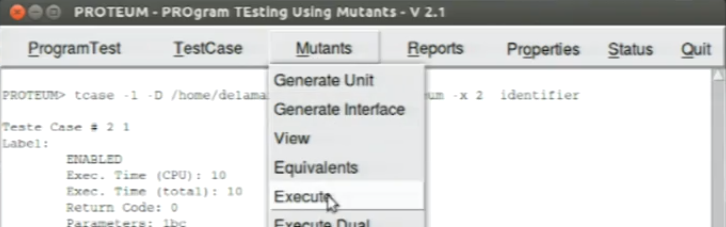 PROTEUM - PROgram TEsting Using Mutants - V 2.1
ProgramTest TestCase Mutants Reports Properties Status Quit
Generate Unit
PROTEUM> tcase -1 -D /home/delama um -x 2 identifier
Generate Interface
Teste Case # 2 1
View
Label:
ENABLED
Equivalents
Exec. Time (CPU): 10
Exec. Time (total): 10
Execute
Return Code: 0
Parameters: 1bc
Execute Dual